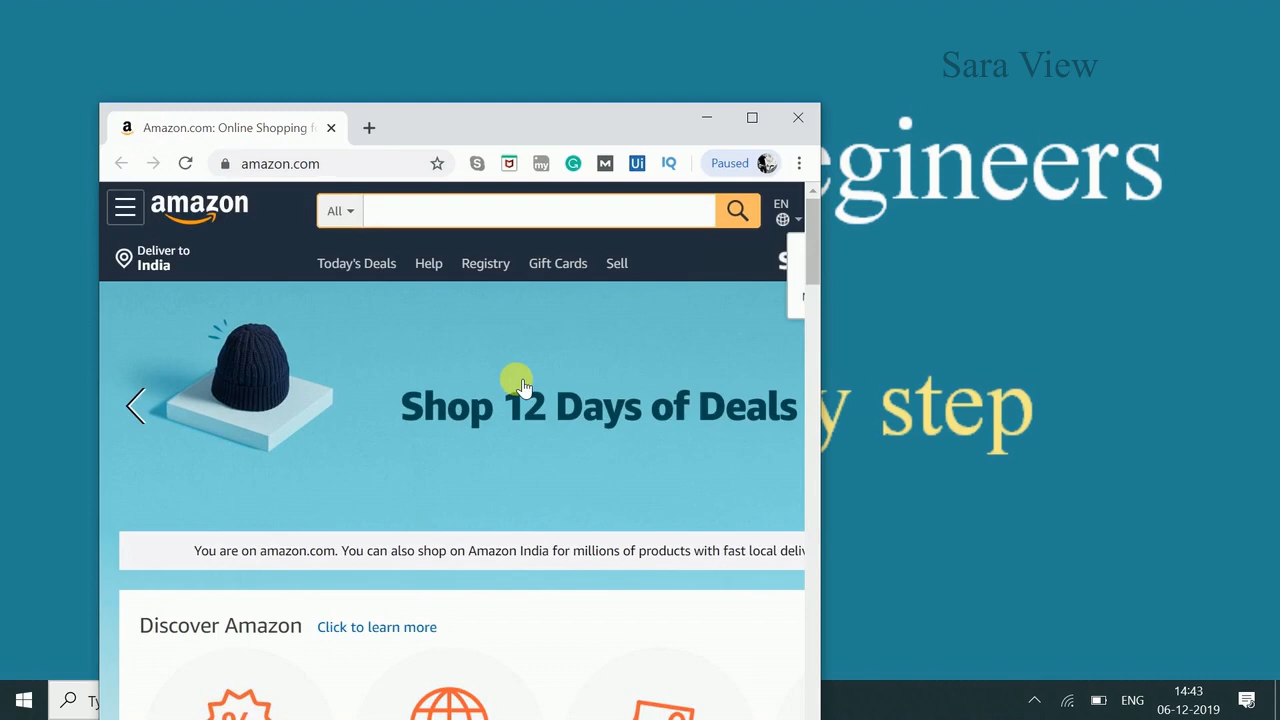 Sara View
egineers
y step
Amazon.com: Online Shopping f
amazon.com
Paused
amazon
All
EN
Deliver to
India
Today's Deals Help Registry Gift Cards Sell
Shop 12 Days of Deals
You are on amazon.com. You can also shop on Amazon India for millions of products with fast local deliv
Discover Amazon Click to learn more
Ty
ENG
14:43
06-12-2019